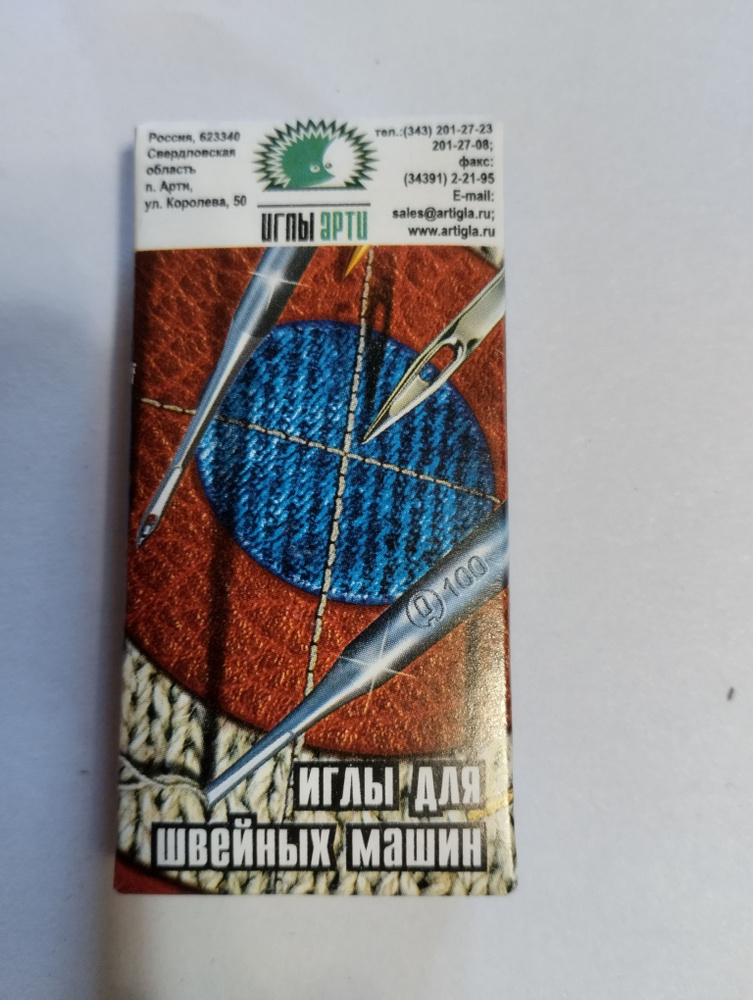 Россия, 623340
Свердловская
область
п. Арти,
ул. Королева, 50
тел.:(343) 201-27-23
201-27-08;
факс:
(34391) 2-21-95
E-mail:
sales@artigla.ru;
www.artigla.ru
ИГЛЫ АРТИ
100
ИГЛЫ ДЛЯ
ШВЕЙНЫХ МАШИН